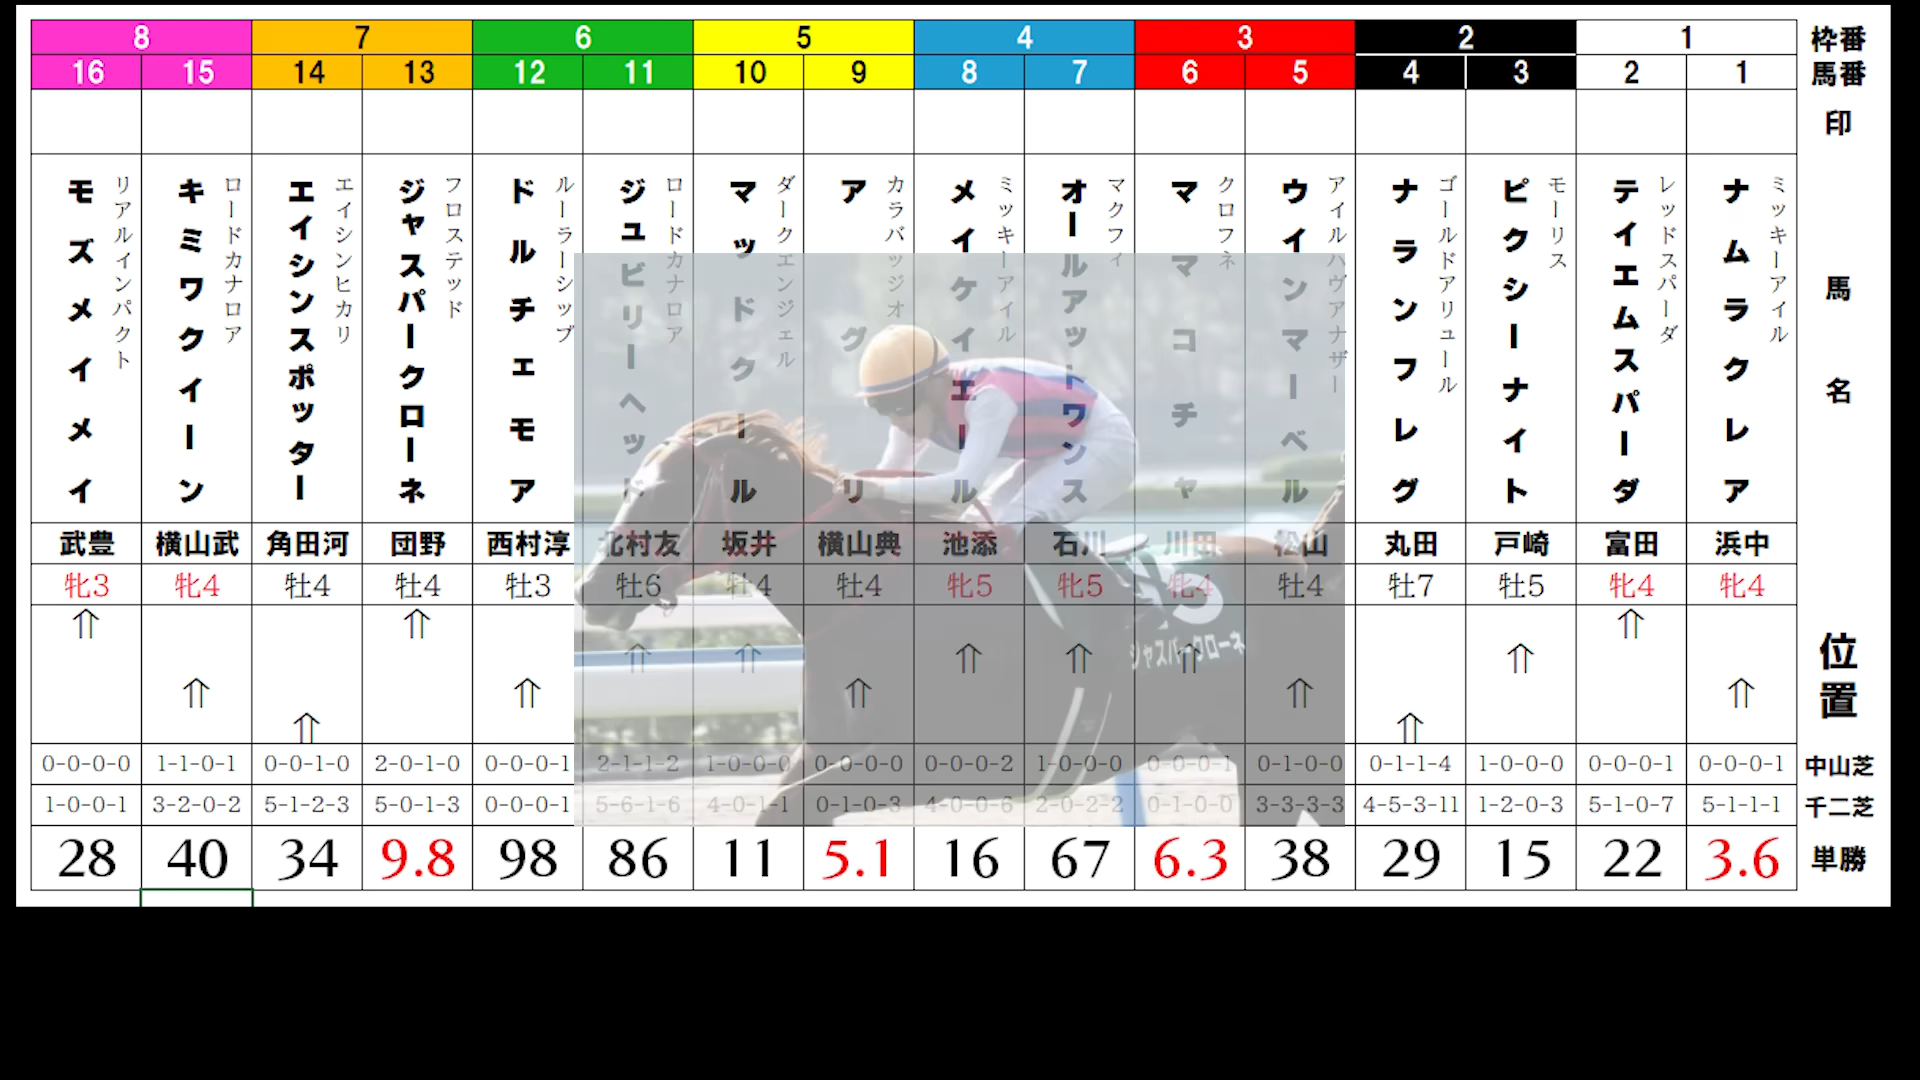 8 7 6 5 4 3 2 1 枠番
16 15 14 13 12 11 10 9 8 7 6 5 4 3 2 1 馬番
印
馬名
ミッキーアイル
ナムラクレア
レッドスパーダ
テイエムスパーダ
モーリス
ピクシーナイト
ゴールドアリュール
ナランフレグ
アイルハヴアナザー
ウインマーベル
クロフネ
ママコチャ
マクフィ
オールアットワンス
ミッキーアイル
メイケイエール
カラバッジオ
アグリ
ダークエンジェル
マッドクール
ロードカナロア
ジュビリーヘッド
ルーラーシップ
ドルチェモア
フロステッド
ジャスパークローネ
エイシンヒカリ
エイシンスポッター
ロードカナロア
キミワクイーン
リアルインパクト
モズメイメイ
武豊 横山武 角田河 団野 西村淳 北村友 坂井 横山典 池添 石川 川田 松山 丸田 戸崎 富田 浜中
牝3 牝4 牡4 牡4 牡3 牡6 牡4 牡4 牝5 牝5 牝4 牡4 牡7 牡5 牝4 牝4
⇑ ⇑ ⇑ ⇑ ⇑ ⇑ ⇑ ⇑ ⇑ ⇑ ⇑ ⇑ ⇑ ⇑ ⇑ ⇑ 位置
ジャスパークローネ
0-0-0-0 1-1-0-1 0-0-1-0 2-0-1-0 0-0-0-1 2-1-1-2 1-0-0-0 0-0-0-0 0-0-0-2 1-0-0-0 0-0-0-1 0-1-0-0 0-1-1-4 1-0-0-0 0-0-0-1 0-0-0-1 中山芝
1-0-0-1 3-2-0-2 5-1-2-3 5-0-1-3 0-0-0-1 5-6-1-6 4-0-1-1 0-1-0-3 4-0-0-6 2-0-2-2 0-1-0-0 3-3-3-3 4-5-3-11 1-2-0-3 5-1-0-7 5-1-1-1 千二芝
28 40 34 9.8 98 86 11 5.1 16 67 6.3 38 29 15 22 3.6 単勝